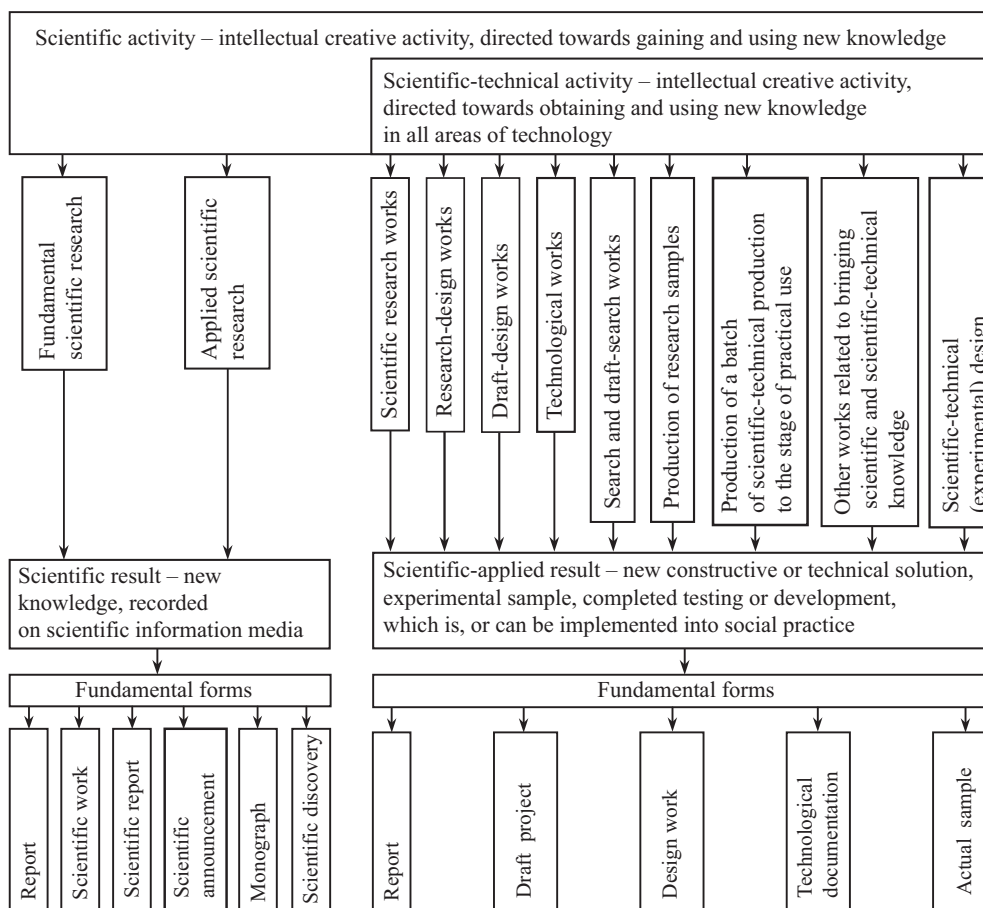 Scientific activity – intellectual creative activity, directed towards gaining and using new knowledge
Scientific-technical activity – intellectual creative activity,
directed towards obtaining and using new knowledge
in all areas of technology
Fundamental
scientific research
Applied scientific
research
Scientific research works
Research-design works
Draft-design works
Technological works
Search and draft-search works
Production of research samples
Production of a batch
of scientific-technical production
to the stage of practical use
Other works related to bringing
scientific and scientific-technical
knowledge
Scientific-technical
(experimental) design
Scientific result – new
knowledge, recorded
on scientific information media
Scientific-applied result – new constructive or technical solution,
experimental sample, completed testing or development,
which is, or can be implemented into social practice
Fundamental forms
Fundamental forms
Report
Scientific work
Scientific report
Scientific
announcement
Monograph
Scientific discovery
Report
Draft project
Design work
Technological
documentation
Actual sample